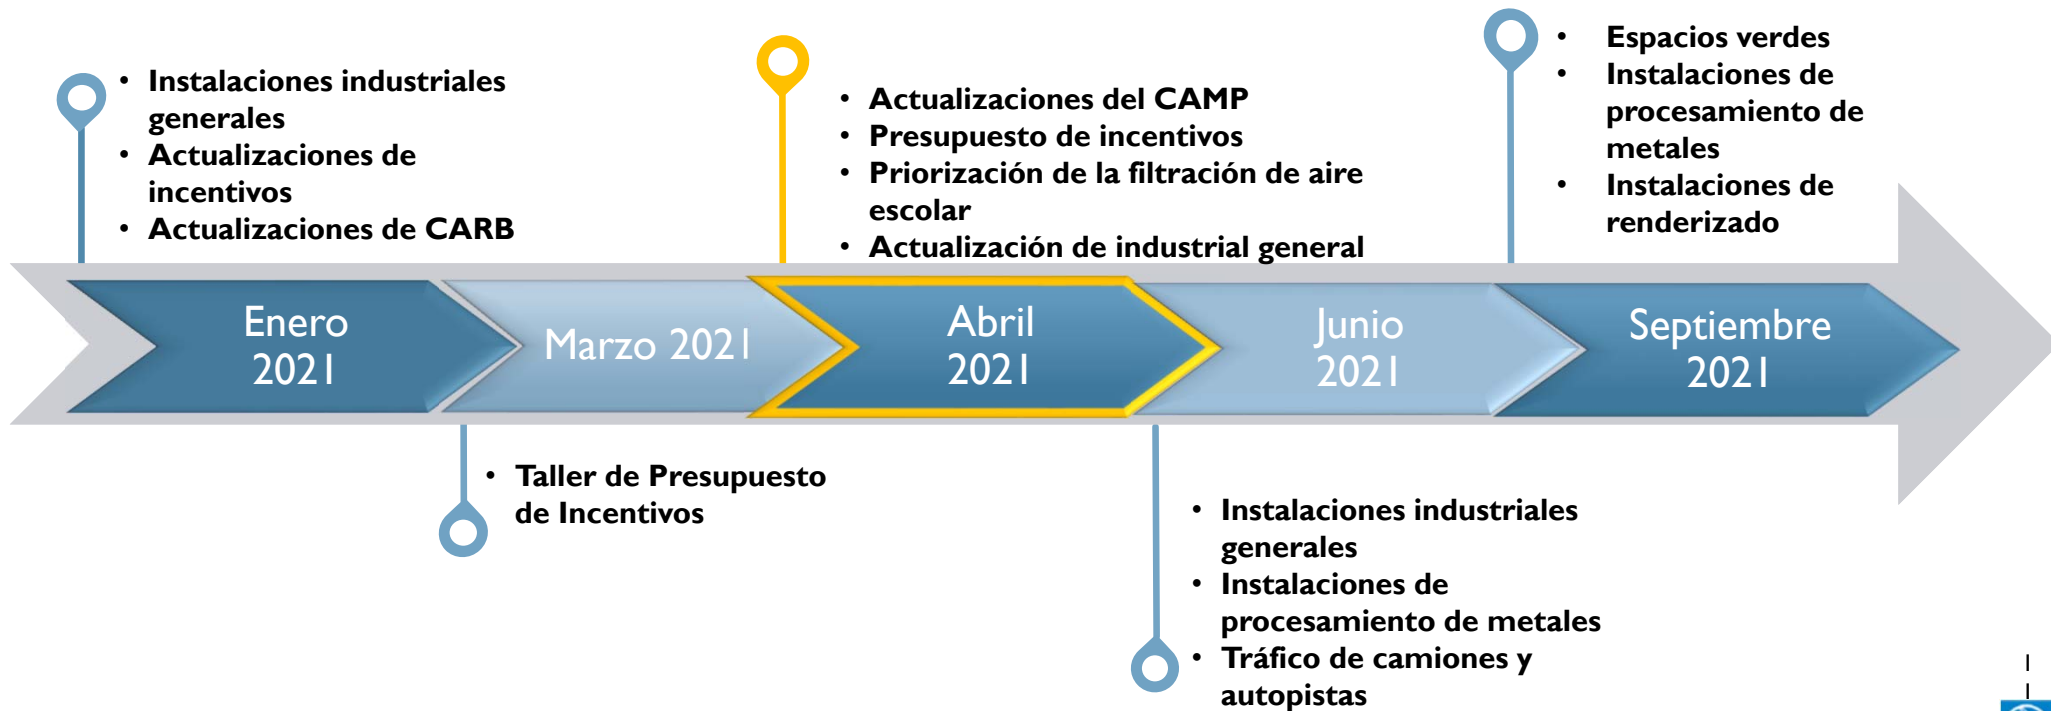 • Instalaciones industriales
generales
• Actualizaciones de
incentivos
• Actualizaciones de CARB
• Actualizaciones del CAMP
• Presupuesto de incentivos
• Priorización de la filtración de aire
escolar
• Actualización de industrial general
• Espacios verdes
• Instalaciones de
procesamiento de
metales
• Instalaciones de
renderizado
Enero
2021
Marzo 2021
Abril
2021
Junio
2021
Septiembre
2021
• Taller de Presupuesto
de Incentivos
• Instalaciones industriales
generales
• Instalaciones de
procesamiento de metales
• Tráfico de camiones y
autopistas